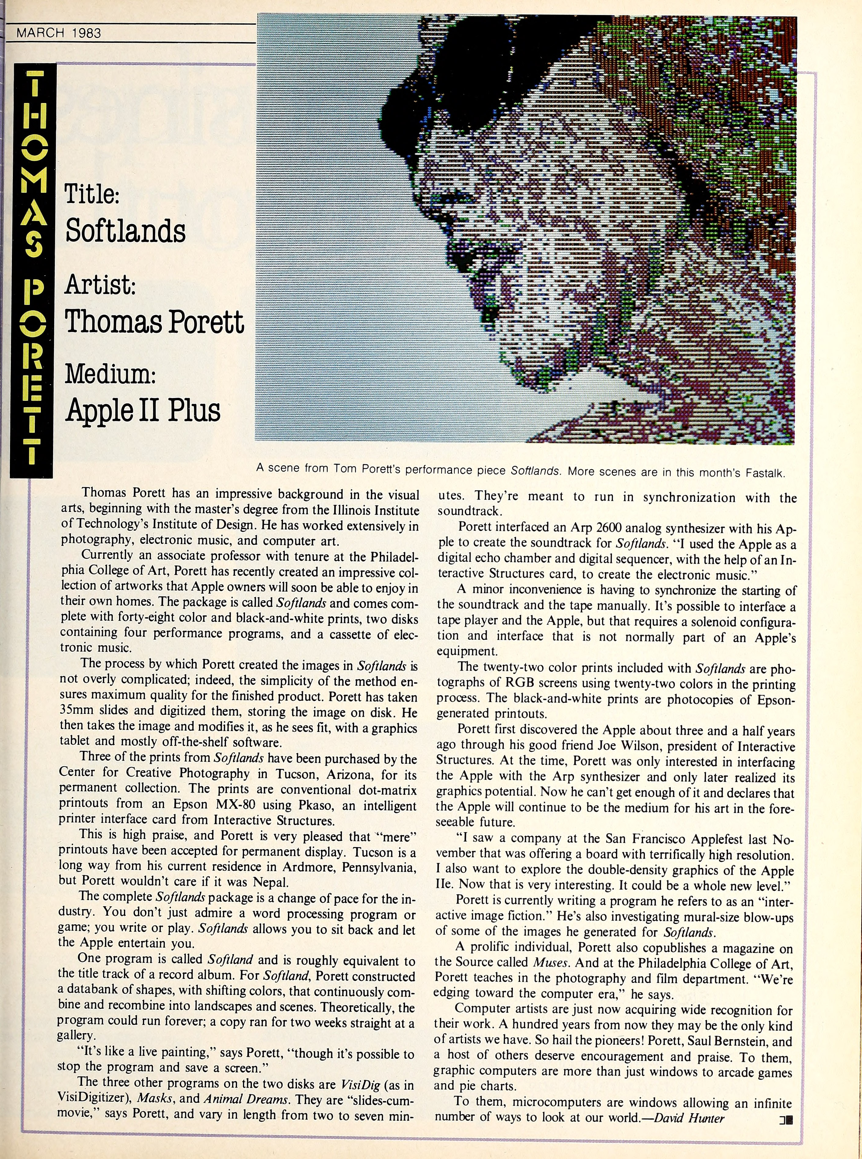 MARCH 1983
THOMAS PORETT
Title:
Softlands
Artist:
Thomas Porett
Medium:
Apple II Plus
A scene from Tom Porett's performance piece Softlands. More scenes are in this month's Fastalk.
Thomas Porett has an impressive background in the visual
arts, beginning with the master's degree from the Illinois Institute
of Technology's Institute of Design. He has worked extensively in
photography, electronic music, and computer art.
Currently an associate professor with tenure at the Philadel-
phia College of Art, Porett has recently created an impressive col-
lection of artworks that Apple owners will soon be able to enjoy in
their own homes. The package is called Softlands and comes com-
plete with forty-eight color and black-and-white prints, two disks
containing four performance programs, and a cassette of elec-
tronic music.
The process by which Porett created the images in Softlands is
not overly complicated; indeed, the simplicity of the method en-
sures maximum quality for the finished product. Porett has taken
35mm slides and digitized them, storing the image on disk. He
then takes the image and modifies it, as he sees fit, with a graphics
tablet and mostly off-the-shelf software.
Three of the prints from Softlands have been purchased by the
Center for Creative Photography in Tucson, Arizona, for its
permanent collection. The prints are conventional dot-matrix
printouts from an Epson MX-80 using Pkaso, an intelligent
printer interface card from Interactive Structures.
This is high praise, and Porett is very pleased that "mere"
printouts have been accepted for permanent display. Tucson is a
long way from his current residence in Ardmore, Pennsylvania,
but Porett wouldn't care if it was Nepal.
The complete Softlands package is a change of pace for the in-
dustry. You don't just admire a word processing program or
game; you write or play. Softlands allows you to sit back and let
the Apple entertain you.
One program is called Softland and is roughly equivalent to
the title track of a record album. For Softland, Porett constructed
a databank of shapes, with shifting colors, that continuously com-
bine and recombine into landscapes and scenes. Theoretically, the
program could run forever; a copy ran for two weeks straight at a
gallery.
"It's like a live painting," says Porett, "though it's possible to
stop the program and save a screen."
The three other programs on the two disks are VisiDig (as in
VisiDigitizer), Masks, and Animal Dreams. They are "slides-cum-
movie," says Porett, and vary in length from two to seven min-
utes. They're meant to run in synchronization with the
soundtrack.
Porett interfaced an Arp 2600 analog synthesizer with his Ap-
ple to create the soundtrack for Softlands. "I used the Apple as a
digital echo chamber and digital sequencer, with the help of an In-
teractive Structures card, to create the electronic music."
A minor inconvenience is having to synchronize the starting of
the soundtrack and the tape manually. It's possible to interface a
tape player and the Apple, but that requires a solenoid configura-
tion and interface that is not normally part of an Apple's
equipment.
The twenty-two color prints included with Softlands are pho-
tographs of RGB screens using twenty-two colors in the printing
process. The black-and-white prints are photocopies of Epson-
generated printouts.
Porett first discovered the Apple about three and a half years
ago through his good friend Joe Wilson, president of Interactive
Structures. At the time, Porett was only interested in interfacing
the Apple with the Arp synthesizer and only later realized its
graphics potential. Now he can't get enough of it and declares that
the Apple will continue to be the medium for his art in the fore-
seeable future.
"I saw a company at the San Francisco Applefest last No-
vember that was offering a board with terrifically high resolution.
I also want to explore the double-density graphics of the Apple
IIe. Now that is very interesting. It could be a whole new level."
Porett is currently writing a program he refers to as an "inter-
active image fiction." He's also investigating mural-size blow-ups
of some of the images he generated for Softlands.
A prolific individual, Porett also copublishes a magazine on
the Source called Muses. And at the Philadelphia College of Art,
Porett teaches in the photography and film department. "We're
edging toward the computer era," he says.
Computer artists are just now acquiring wide recognition for
their work. A hundred years from now they may be the only kind
of artists we have. So hail the pioneers! Porett, Saul Bernstein, and
a host of others deserve encouragement and praise. To them,
graphic computers are more than just windows to arcade games
and pie charts.
To them, microcomputers are windows allowing an infinite
number of ways to look at our world.—David Hunter